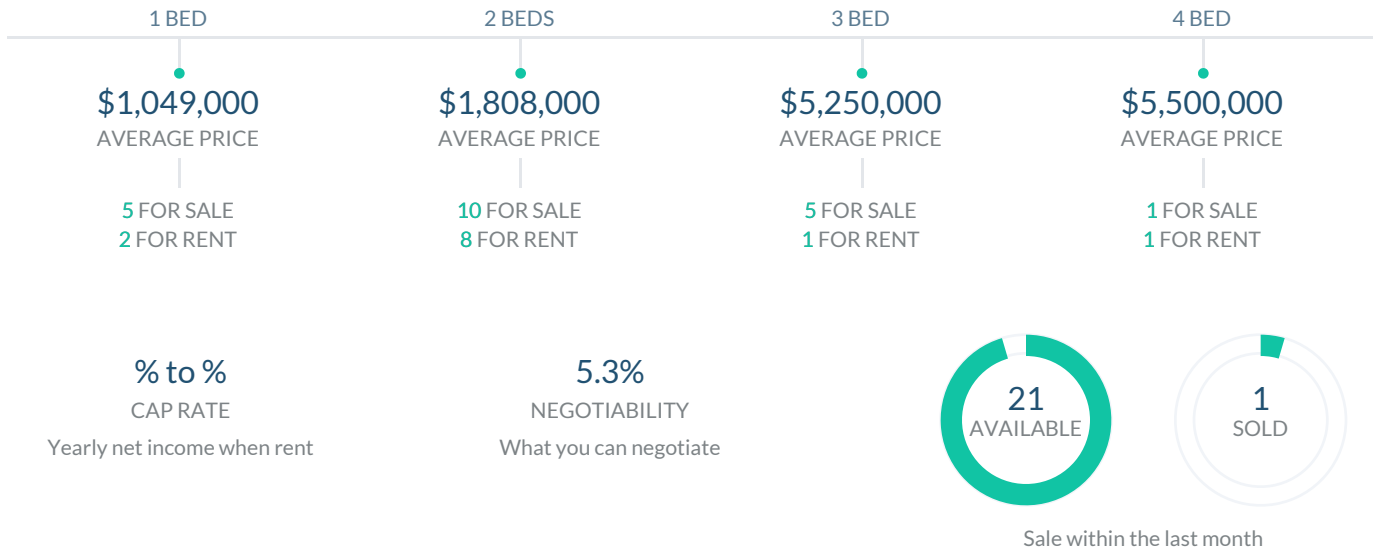 1 BED
2 BEDS
3 BED
4 BED
$1,049,000
$1,808,000
$5,250,000
$5,500,000
AVERAGE PRICE
AVERAGE PRICE
AVERAGE PRICE
AVERAGE PRICE
5 FOR SALE
10 FOR SALE
5 FOR SALE
1 FOR SALE
2 FOR RENT
8 FOR RENT
1 FOR RENT
1 FOR RENT
% to %
CAP RATE
Yearly net income when rent
5.3%
NEGOTIABILITY
What you can negotiate
21
AVAILABLE
1
SOLD
Sale within the last month